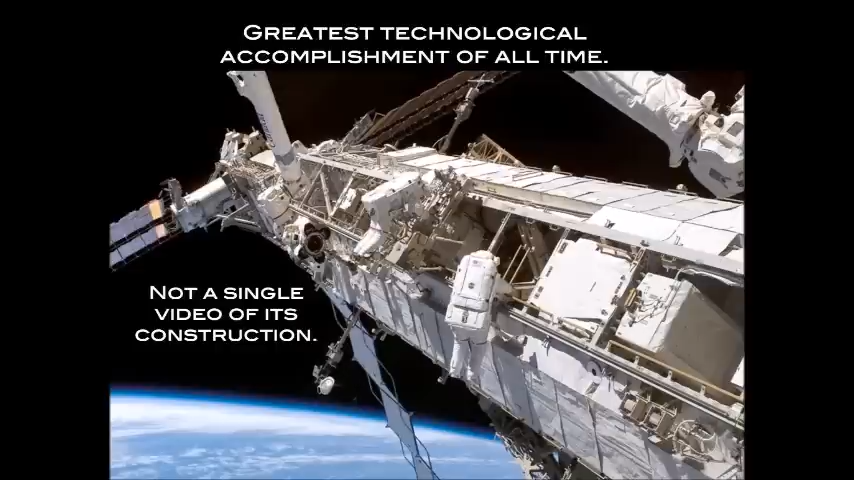 Greatest technological
accomplishment of all time.
Not a single
video of its
construction.